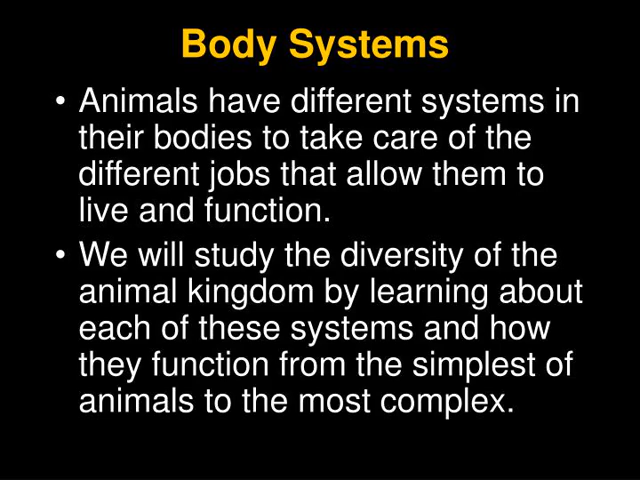 Body Systems
• Animals have different systems in
their bodies to take care of the
different jobs that allow them to
live and function.
• We will study the diversity of the
animal kingdom by learning about
each of these systems and how
they function from the simplest of
animals to the most complex.